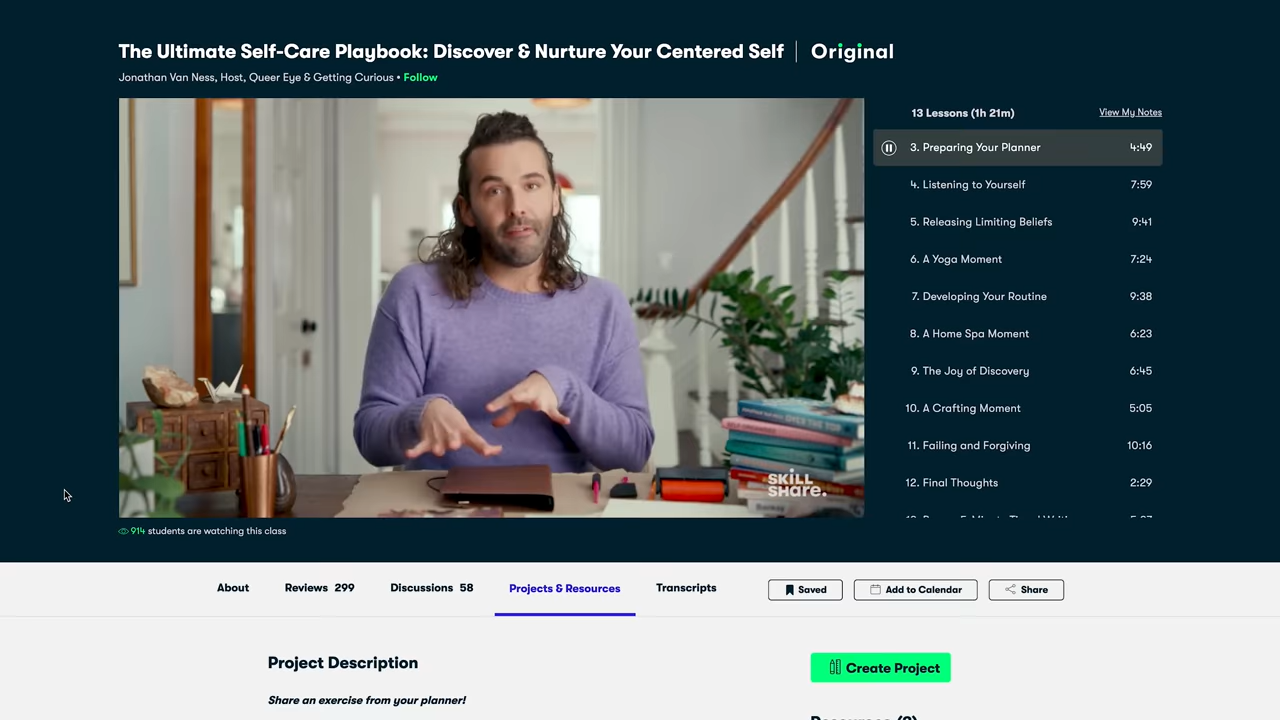 The Ultimate Self-Care Playbook: Discover & Nurture Your Centered Self | Original
Jonathan Van Ness, Host, Queer Eye & Getting Curious • Follow
13 Lessons (1h 21m) View My Notes
3. Preparing Your Planner 4:49
4. Listening to Yourself 7:59
5. Releasing Limiting Beliefs 9:41
6. A Yoga Moment 7:24
7. Developing Your Routine 9:38
8. A Home Spa Moment 6:23
9. The Joy of Discovery 6:45
10. A Crafting Moment 5:05
11. Failing and Forgiving 10:16
12. Final Thoughts 2:29
SKILL
SHARE.
914 students are watching this class
About Reviews 299 Discussions 58 Projects & Resources Transcripts Saved Add to Calendar Share
Project Description
Create Project
Share an exercise from your planner!